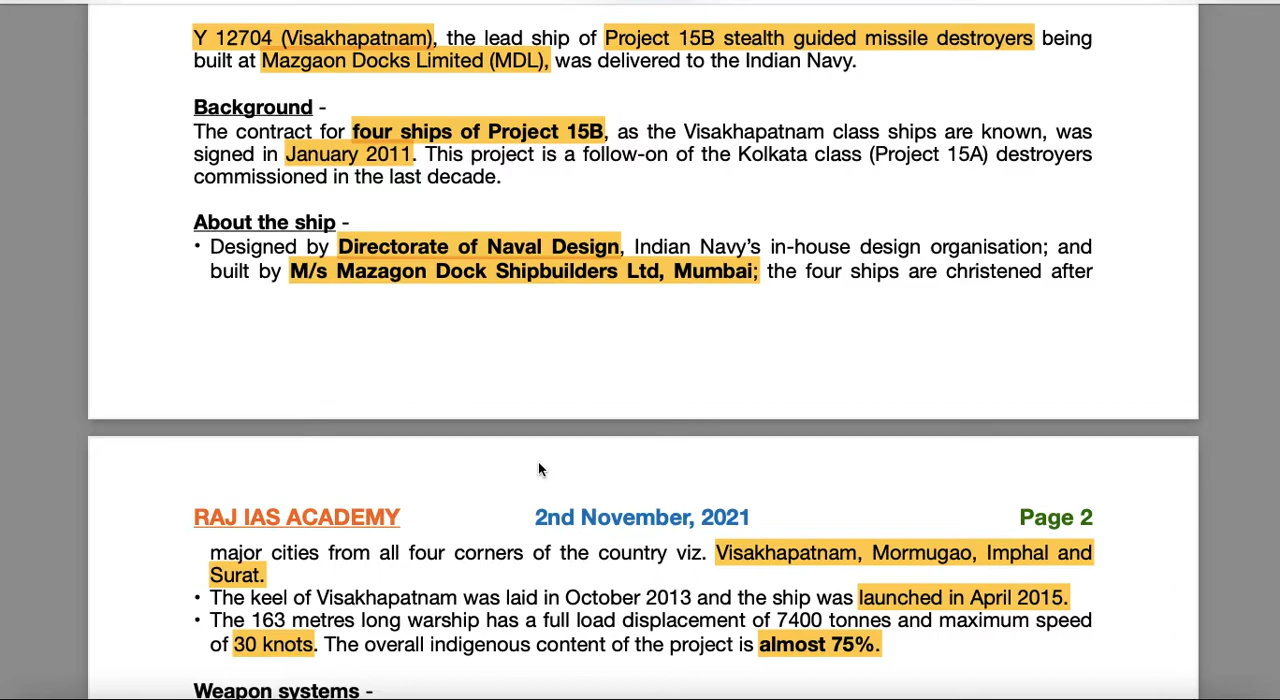 Y 12704 (Visakhapatnam), the lead ship of Project 15B stealth guided missile destroyers being
built at Mazgaon Docks Limited (MDL), was delivered to the Indian Navy.
Background -
The contract for four ships of Project 15B, as the Visakhapatnam class ships are known, was
signed in January 2011. This project is a follow-on of the Kolkata class (Project 15A) destroyers
commissioned in the last decade.
About the ship -
• Designed by Directorate of Naval Design, Indian Navy’s in-house design organisation; and
built by M/s Mazagon Dock Shipbuilders Ltd, Mumbai; the four ships are christened after
RAJ IAS ACADEMY 2nd November, 2021 Page 2
major cities from all four corners of the country viz. Visakhapatnam, Mormugao, Imphal and
Surat.
• The keel of Visakhapatnam was laid in October 2013 and the ship was launched in April 2015.
• The 163 metres long warship has a full load displacement of 7400 tonnes and maximum speed
of 30 knots. The overall indigenous content of the project is almost 75%.
Weapon systems -